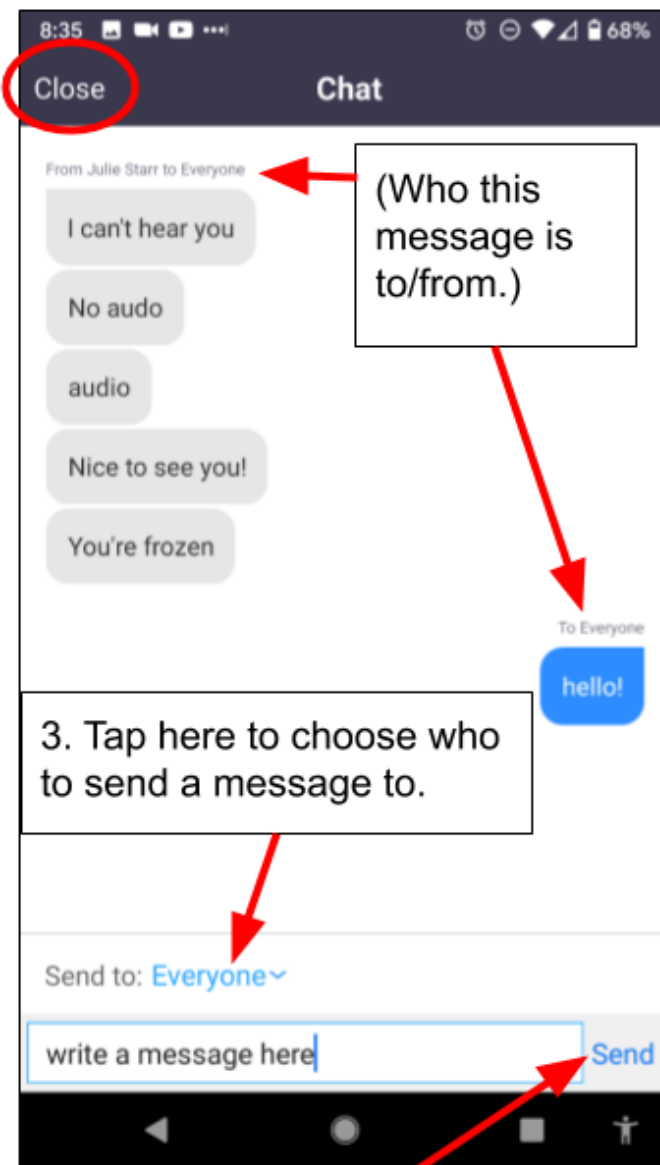 8:35 68%
Close Chat
From Julie Starr to Everyone
(Who this
message is
to/from.)
I can't hear you
No audo
audio
Nice to see you!
You're frozen
To Everyone
hello!
3. Tap here to choose who
to send a message to.
Send to: Everyone
write a message here Send